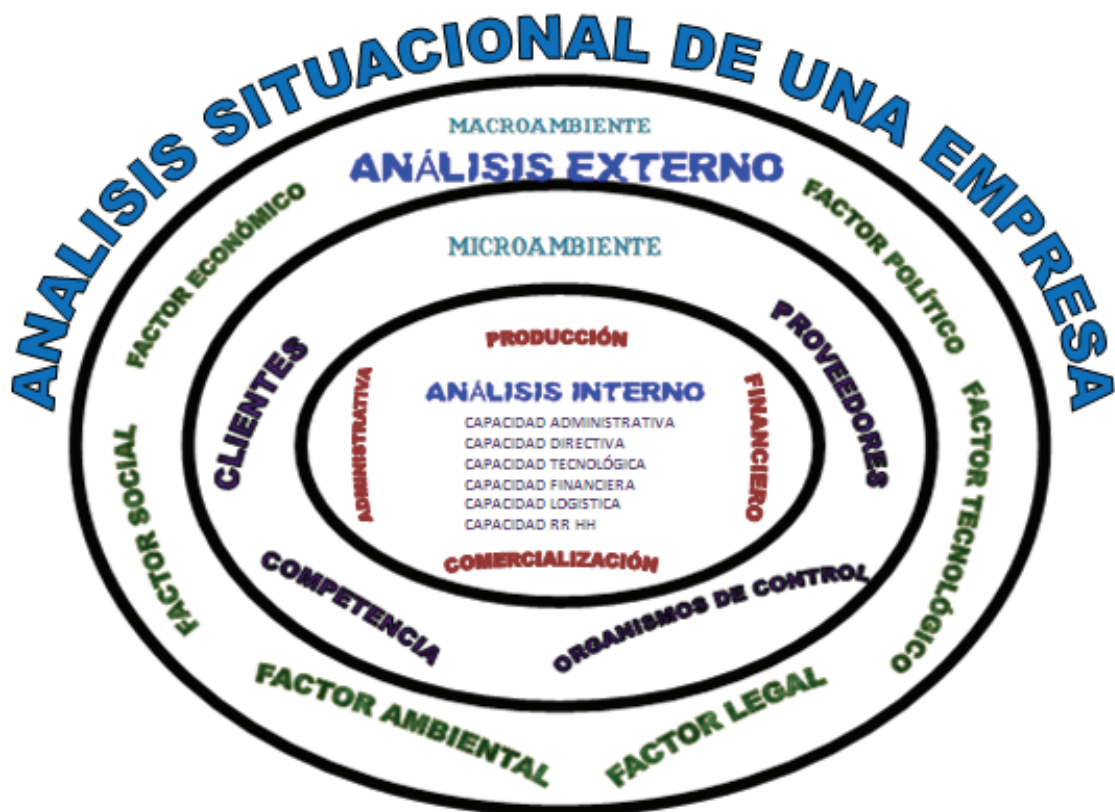 ANALISIS SITUACIONAL DE UNA EMPRESA
MACROAMBIENTE
ANÁLISIS EXTERNO
FACTOR ECONÓMICO
FACTOR POLÍTICO
MICROAMBIENTE
CLIENTES
PROVEEDORES
PRODUCCIÓN
ADMINISTRATIVA
ANÁLISIS INTERNO
CAPACIDAD ADMINISTRATIVA
CAPACIDAD DIRECTIVA
CAPACIDAD TECNOLÓGICA
CAPACIDAD FINANCIERA
CAPACIDAD LOGISTICA
CAPACIDAD RR HH
FINANCIERO
COMERCIALIZACIÓN
FACTOR SOCIAL
FACTOR TECNOLÓGICO
COMPETENCIA
ORGANISMOS DE CONTROL
FACTOR AMBIENTAL
FACTOR LEGAL